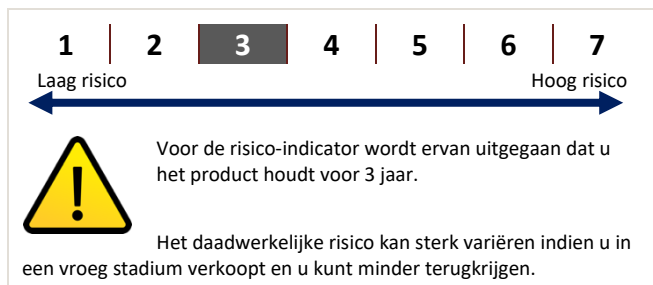 1 2 3 4 5 6 7
Laag risico Hoog risico
Voor de risico-indicator wordt ervan uitgegaan dat u
het product houdt voor 3 jaar.
Het daadwerkelijke risico kan sterk variëren indien u in
een vroeg stadium verkoopt en u kunt minder terugkrijgen.